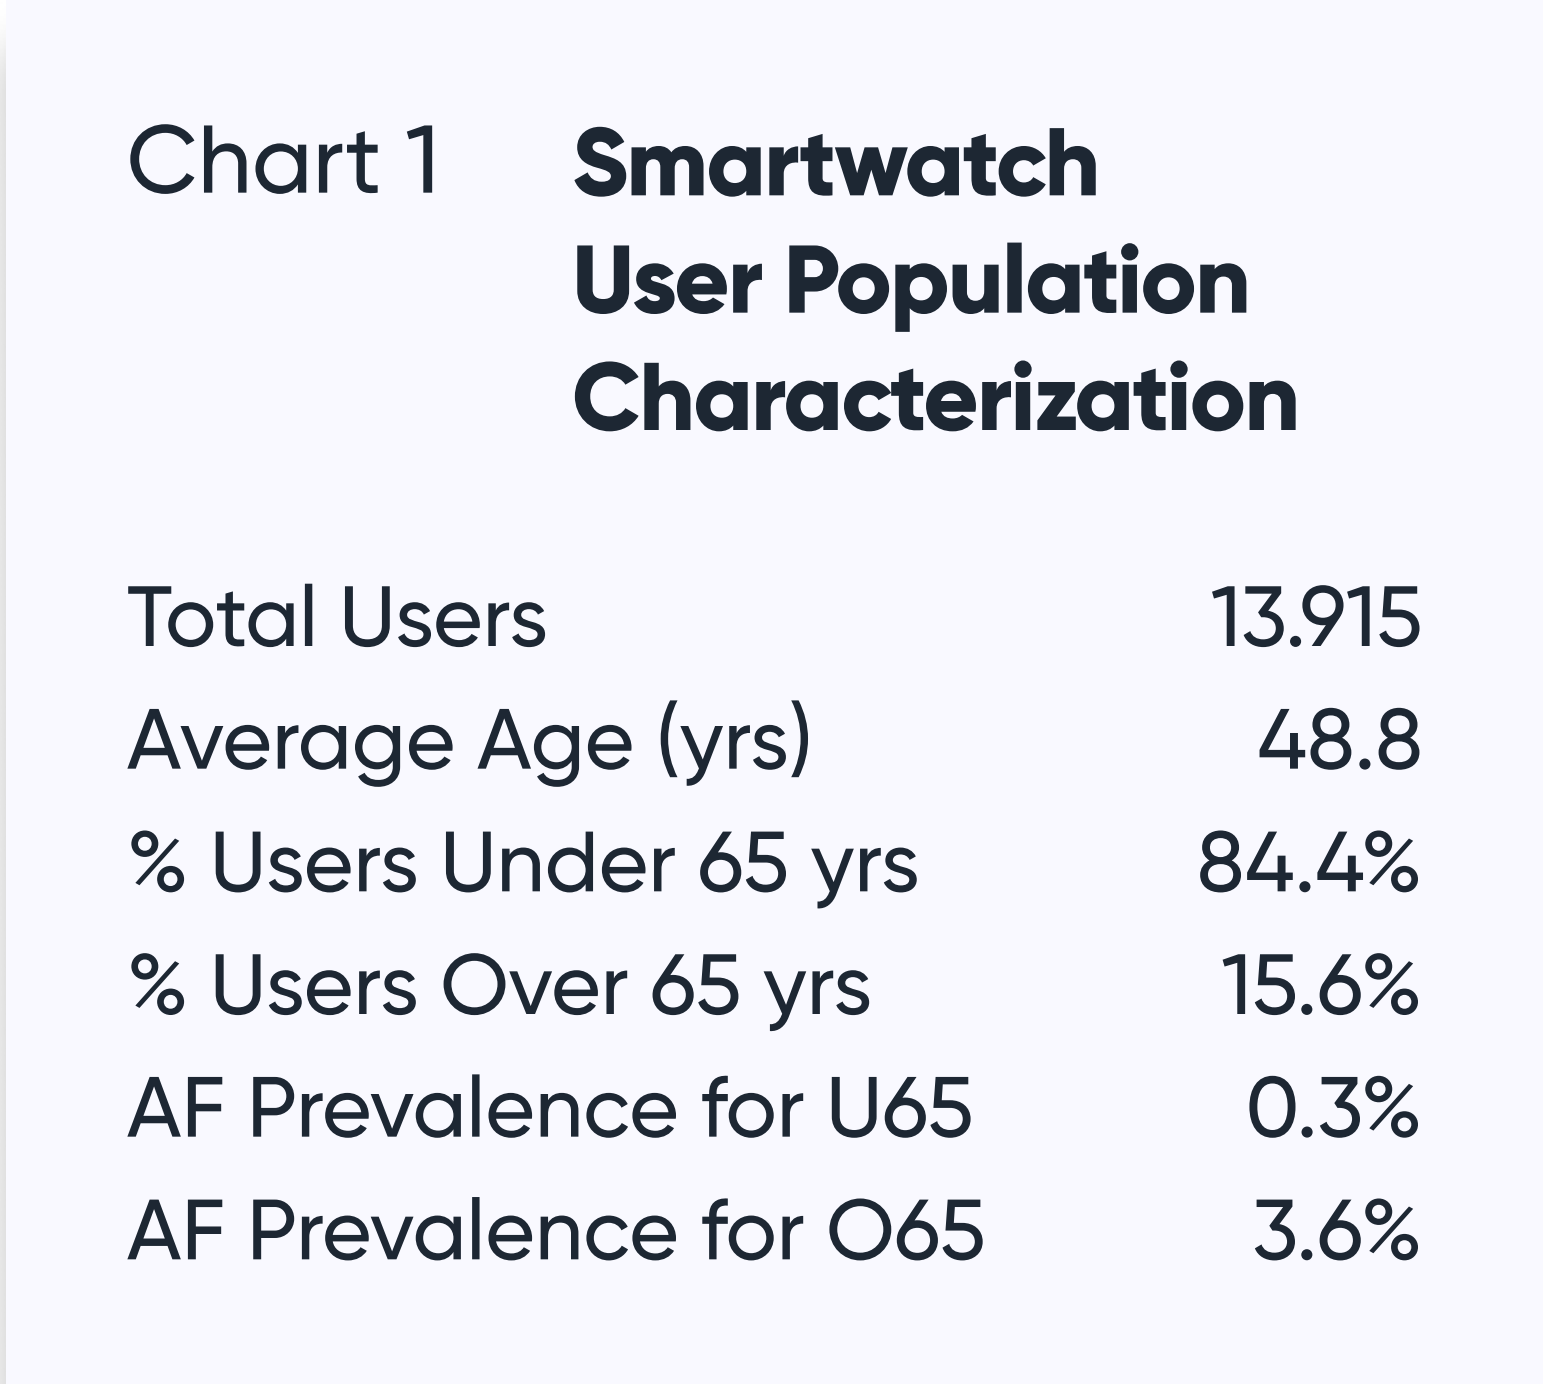 Chart 1
Smartwatch
User Population
Characterization
Total Users 13.915
Average Age (yrs) 48.8
% Users Under 65 yrs 84.4%
% Users Over 65 yrs 15.6%
AF Prevalence for U65 0.3%
AF Prevalence for O65 3.6%